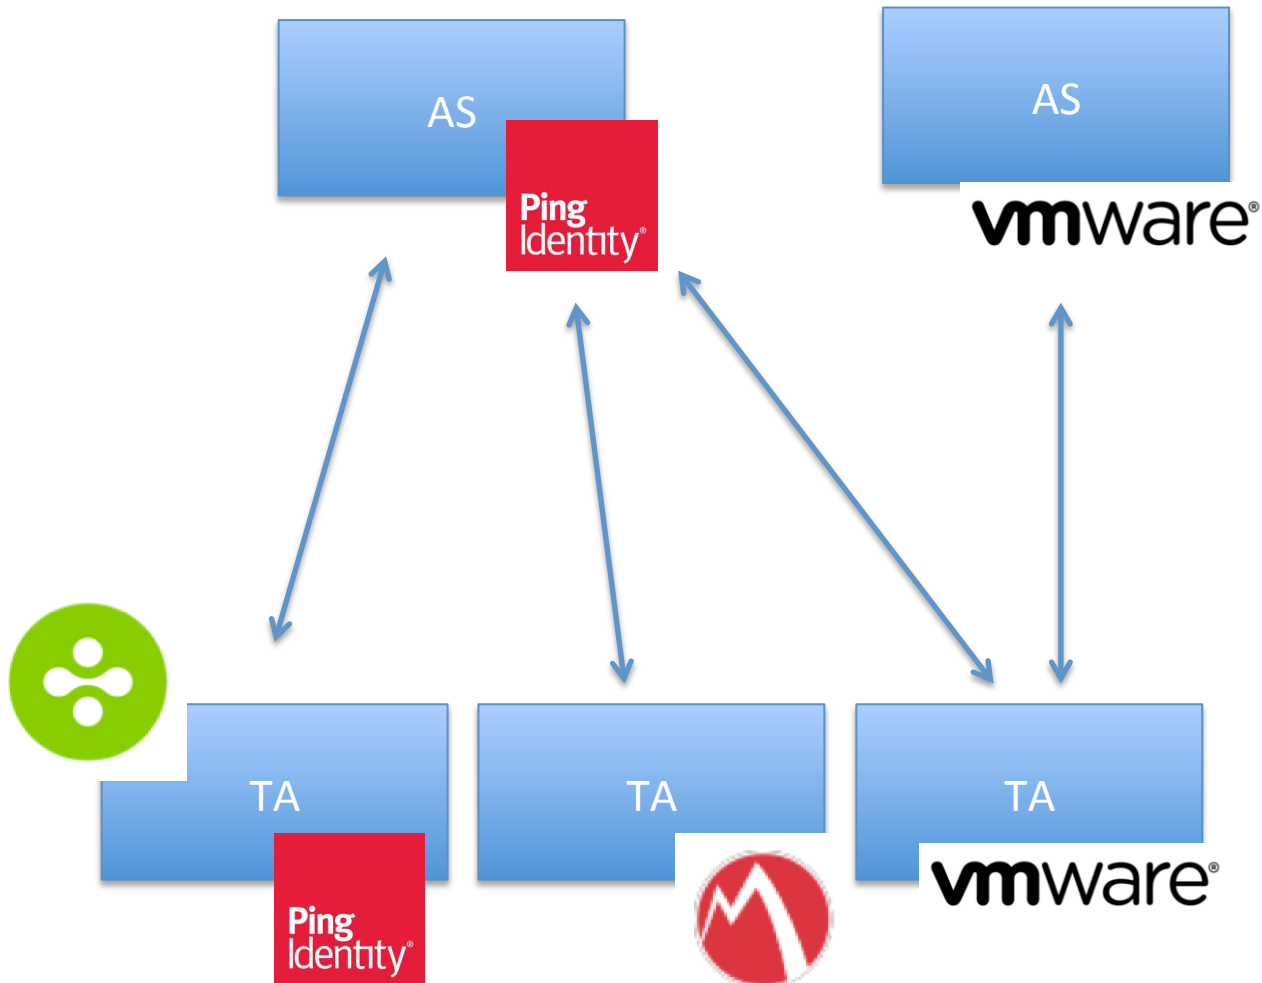 AS
AS
Ping
Identity®
vmware®
TA
TA
TA
Ping
Identity®
vmware®